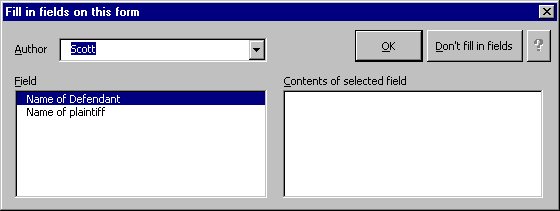 Fill in fields on this form
Author Scott OK Don't fill in fields ?
Field Contents of selected field
Name of Defendant
Name of plaintiff